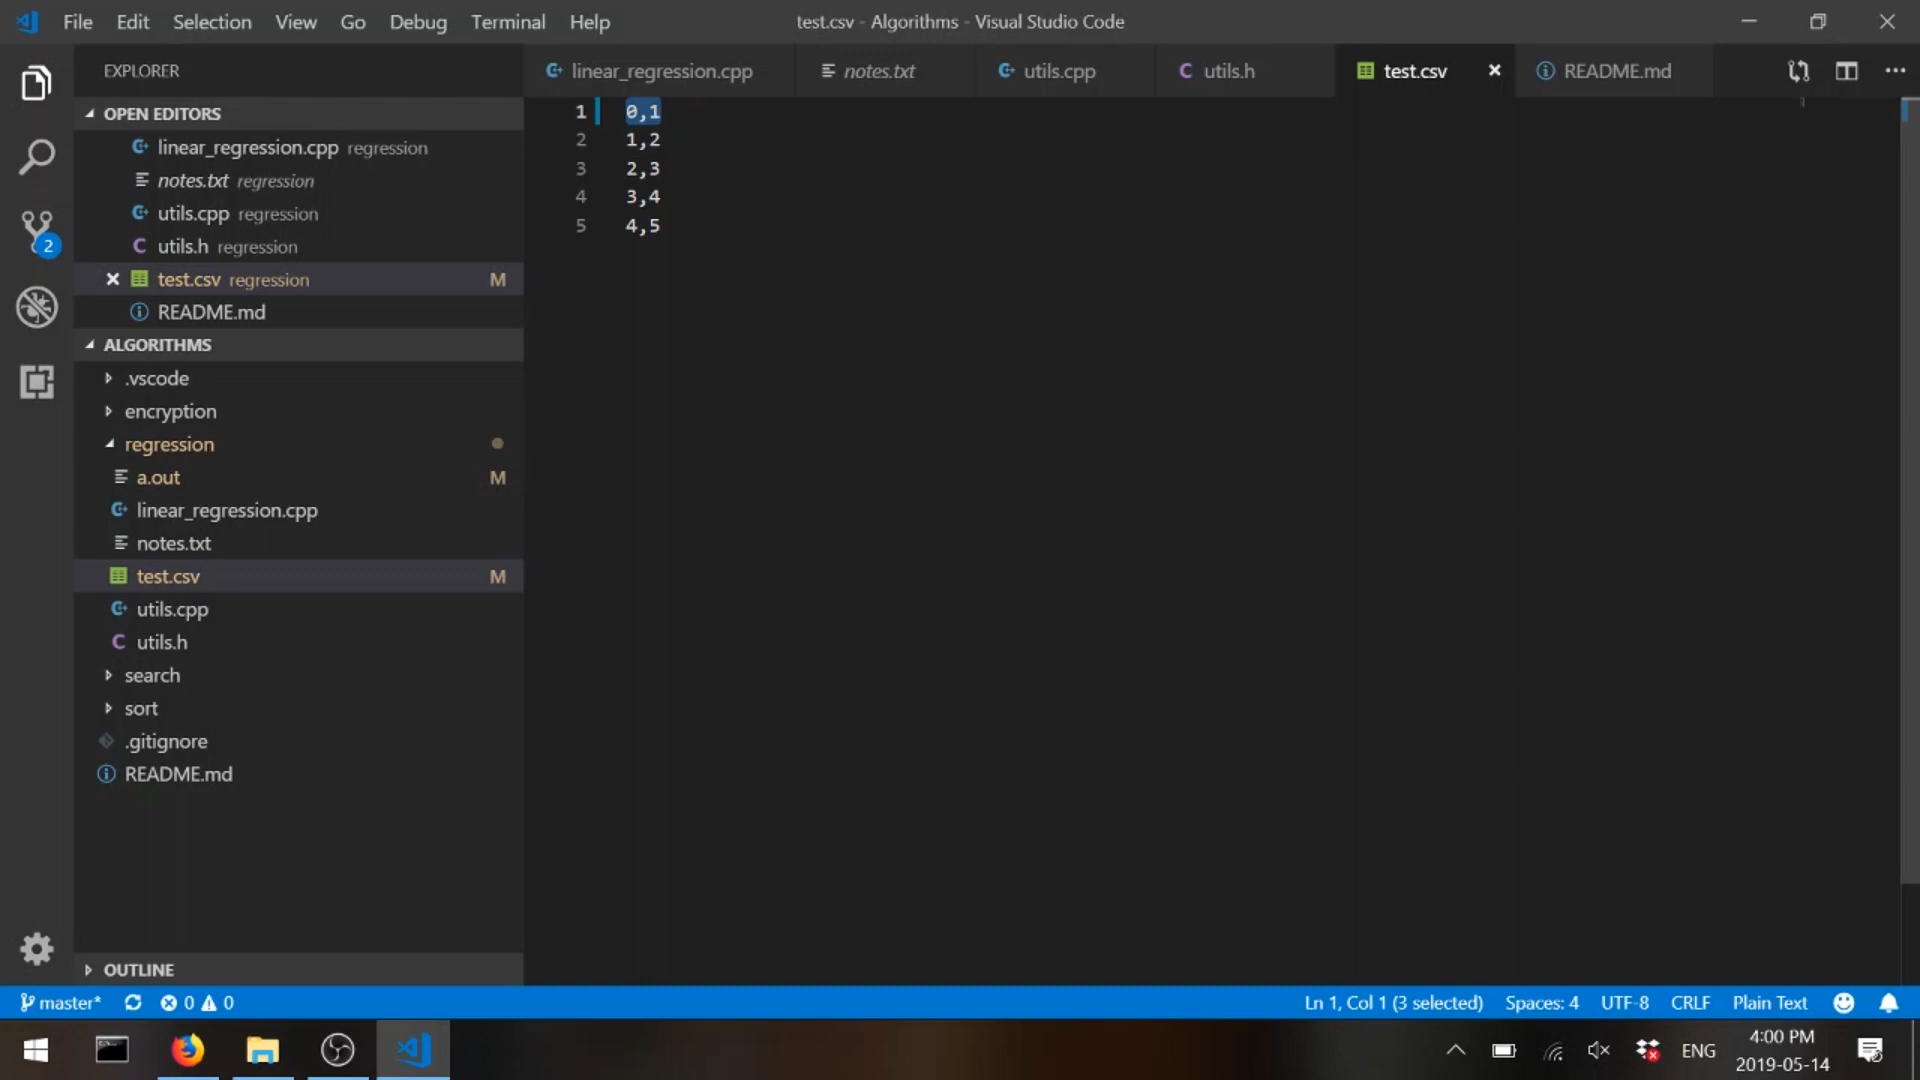 File Edit Selection View Go Debug Terminal Help
test.csv - Algorithms - Visual Studio Code
EXPLORER
linear_regression.cpp
notes.txt
utils.cpp
C utils.h
test.csv
README.md
OPEN EDITORS
linear_regression.cpp regression
notes.txt regression
utils.cpp regression
C utils.h regression
test.csv regression M
README.md
ALGORITHMS
.vscode
encryption
regression
a.out M
linear_regression.cpp
notes.txt
test.csv M
utils.cpp
C utils.h
search
sort
.gitignore
README.md
OUTLINE
1 0,1
2 1,2
3 2,3
4 3,4
5 4,5
2
master* 0 0
Ln 1, Col 1 (3 selected) Spaces: 4 UTF-8 CRLF Plain Text
ENG
4:00 PM
2019-05-14